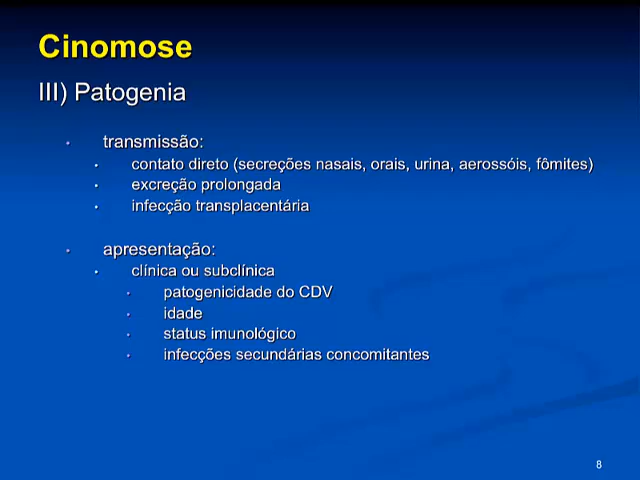 Cinomose
III) Patogenia
• transmissão:
• contato direto (secreções nasais, orais, urina, aerossóis, fômites)
• excreção prolongada
• infecção transplacentária
• apresentação:
• clínica ou subclínica
• patogenicidade do CDV
• idade
• status imunológico
• infecções secundárias concomitantes
8